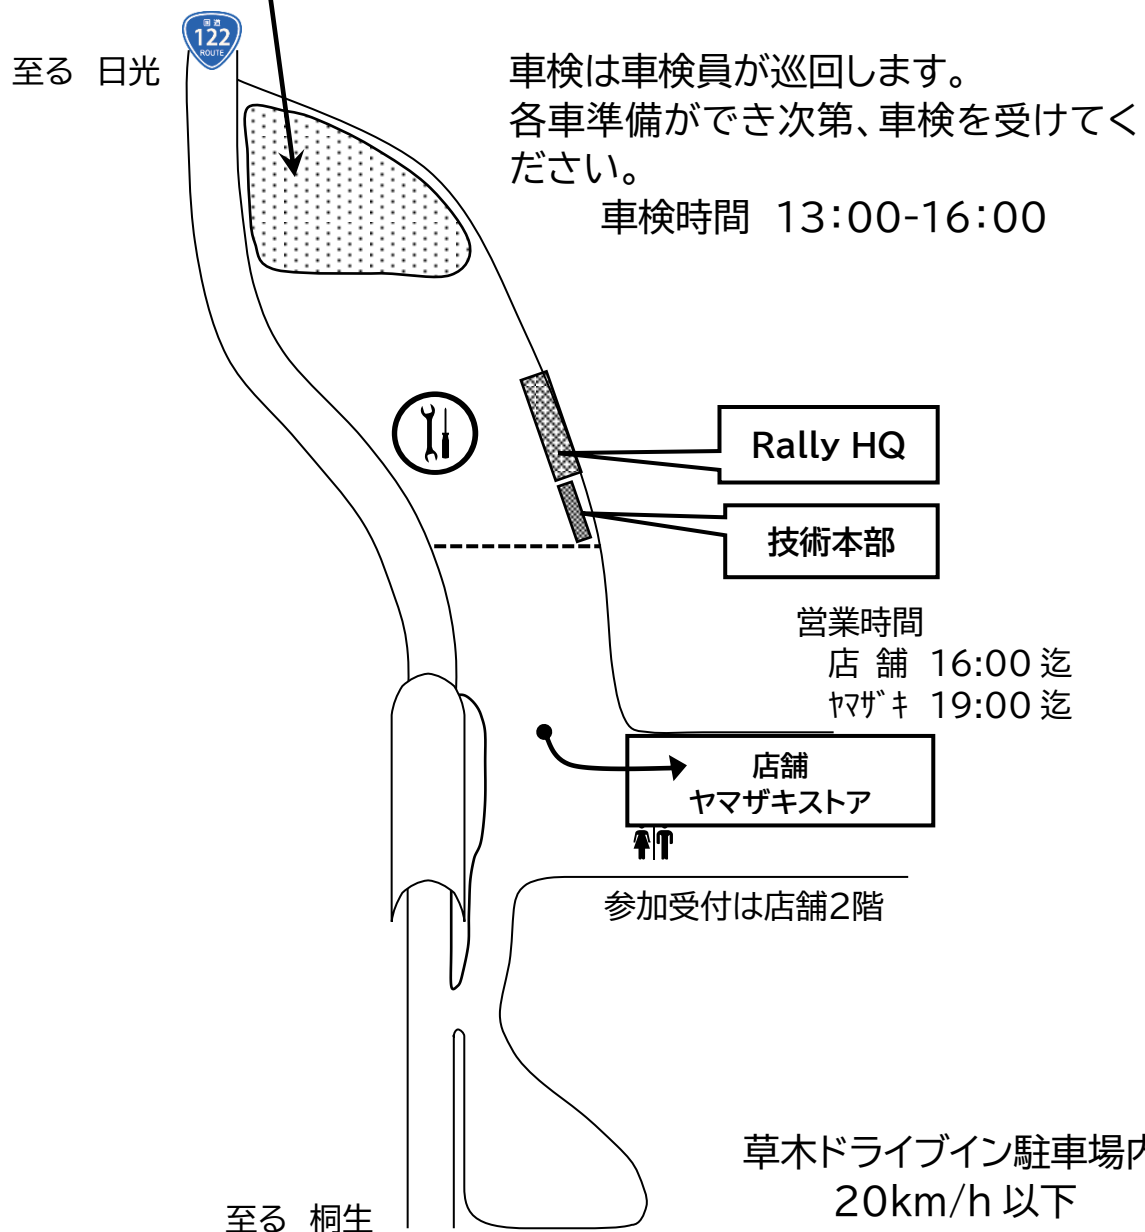 国道
122
ROUTE
至る 日光
車検は車検員が巡回します。
各車準備ができ次第、車検を受けてく
ださい。
車検時間 13:00-16:00
Rally HQ
技術本部
営業時間
店 舗 16:00 迄
ﾔﾏｻﾞｷ 19:00 迄
店舗
ヤマザキストア
参加受付は店舗2階
草木ドライブイン駐車場内
20km/h 以下
至る 桐生